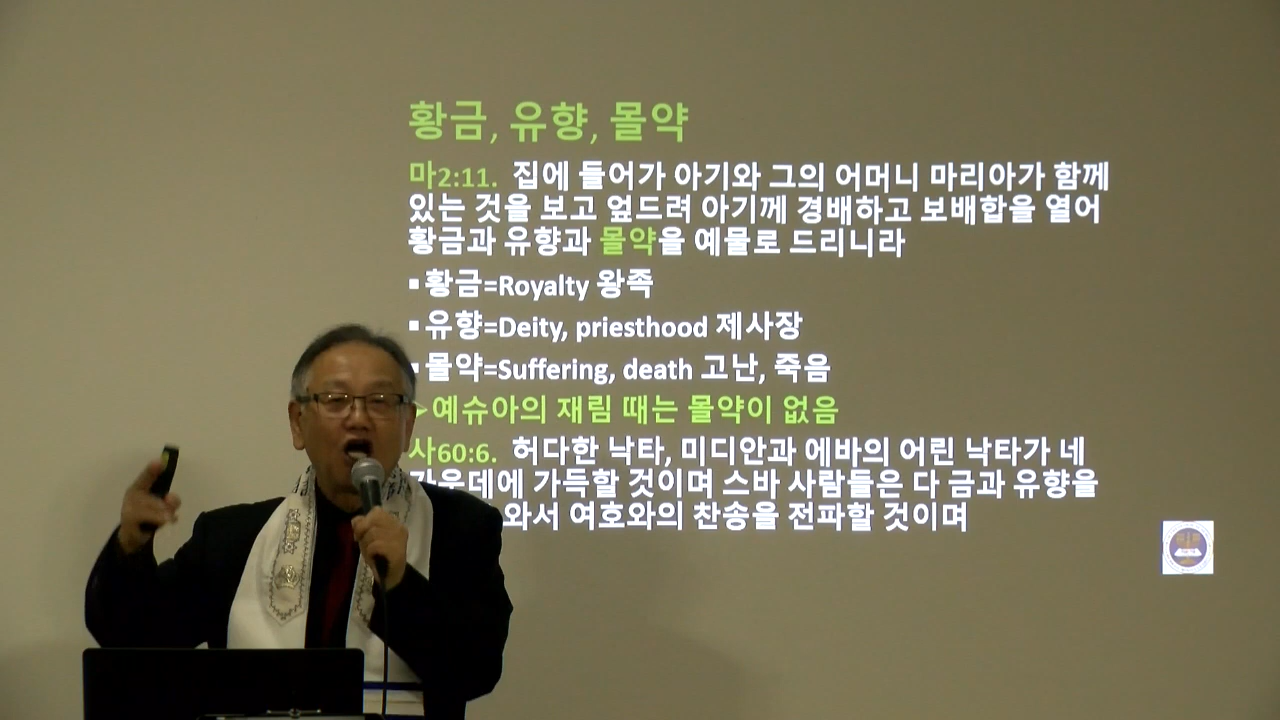 황금, 유향, 몰약
마2:11. 집에 들어가 아기와 그의 어머니 마리아가 함께
있는 것을 보고 엎드려 아기께 경배하고 보배합을 열어
황금과 유향과 몰약을 예물로 드리니라
▪황금=Royalty 왕족
▪유향=Deity, priesthood 제사장
▪몰약=Suffering, death 고난, 죽음
➢예슈아의 재림 때는 몰약이 없음
사60:6. 허다한 낙타, 미디안과 에바의 어린 낙타가 네
가운데에 가득할 것이며 스바 사람들은 다 금과 유향을
와서 여호와의 찬송을 전파할 것이며